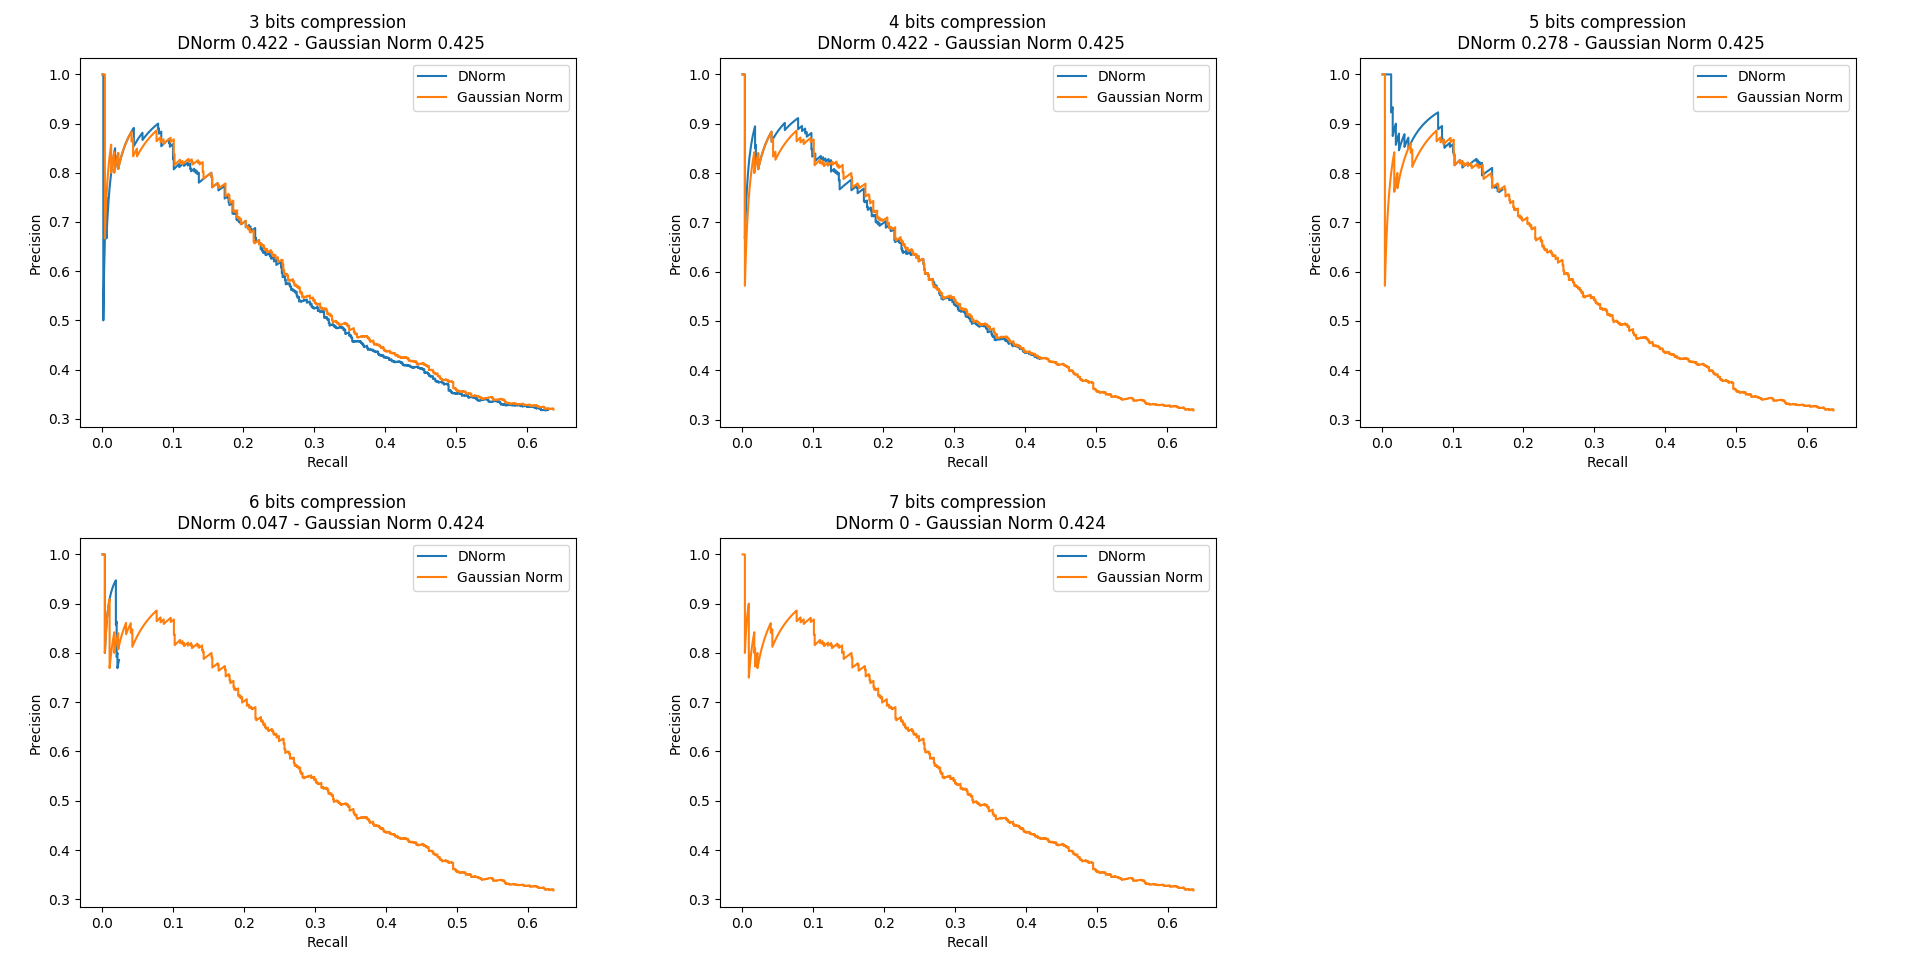 3 bits compression
DNorm 0.422 - Gaussian Norm 0.425
DNorm
Gaussian Norm
Precision
1.0
0.9
0.8
0.7
0.6
0.5
0.4
0.3
0.0 0.1 0.2 0.3 0.4 0.5 0.6
Recall
4 bits compression
DNorm 0.422 - Gaussian Norm 0.425
DNorm
Gaussian Norm
Precision
1.0
0.9
0.8
0.7
0.6
0.5
0.4
0.3
0.0 0.1 0.2 0.3 0.4 0.5 0.6
Recall
5 bits compression
DNorm 0.278 - Gaussian Norm 0.425
DNorm
Gaussian Norm
Precision
1.0
0.9
0.8
0.7
0.6
0.5
0.4
0.3
0.0 0.1 0.2 0.3 0.4 0.5 0.6
Recall
6 bits compression
DNorm 0.047 - Gaussian Norm 0.424
DNorm
Gaussian Norm
Precision
1.0
0.9
0.8
0.7
0.6
0.5
0.4
0.3
0.0 0.1 0.2 0.3 0.4 0.5 0.6
Recall
7 bits compression
DNorm 0 - Gaussian Norm 0.424
DNorm
Gaussian Norm
Precision
1.0
0.9
0.8
0.7
0.6
0.5
0.4
0.3
0.0 0.1 0.2 0.3 0.4 0.5 0.6
Recall